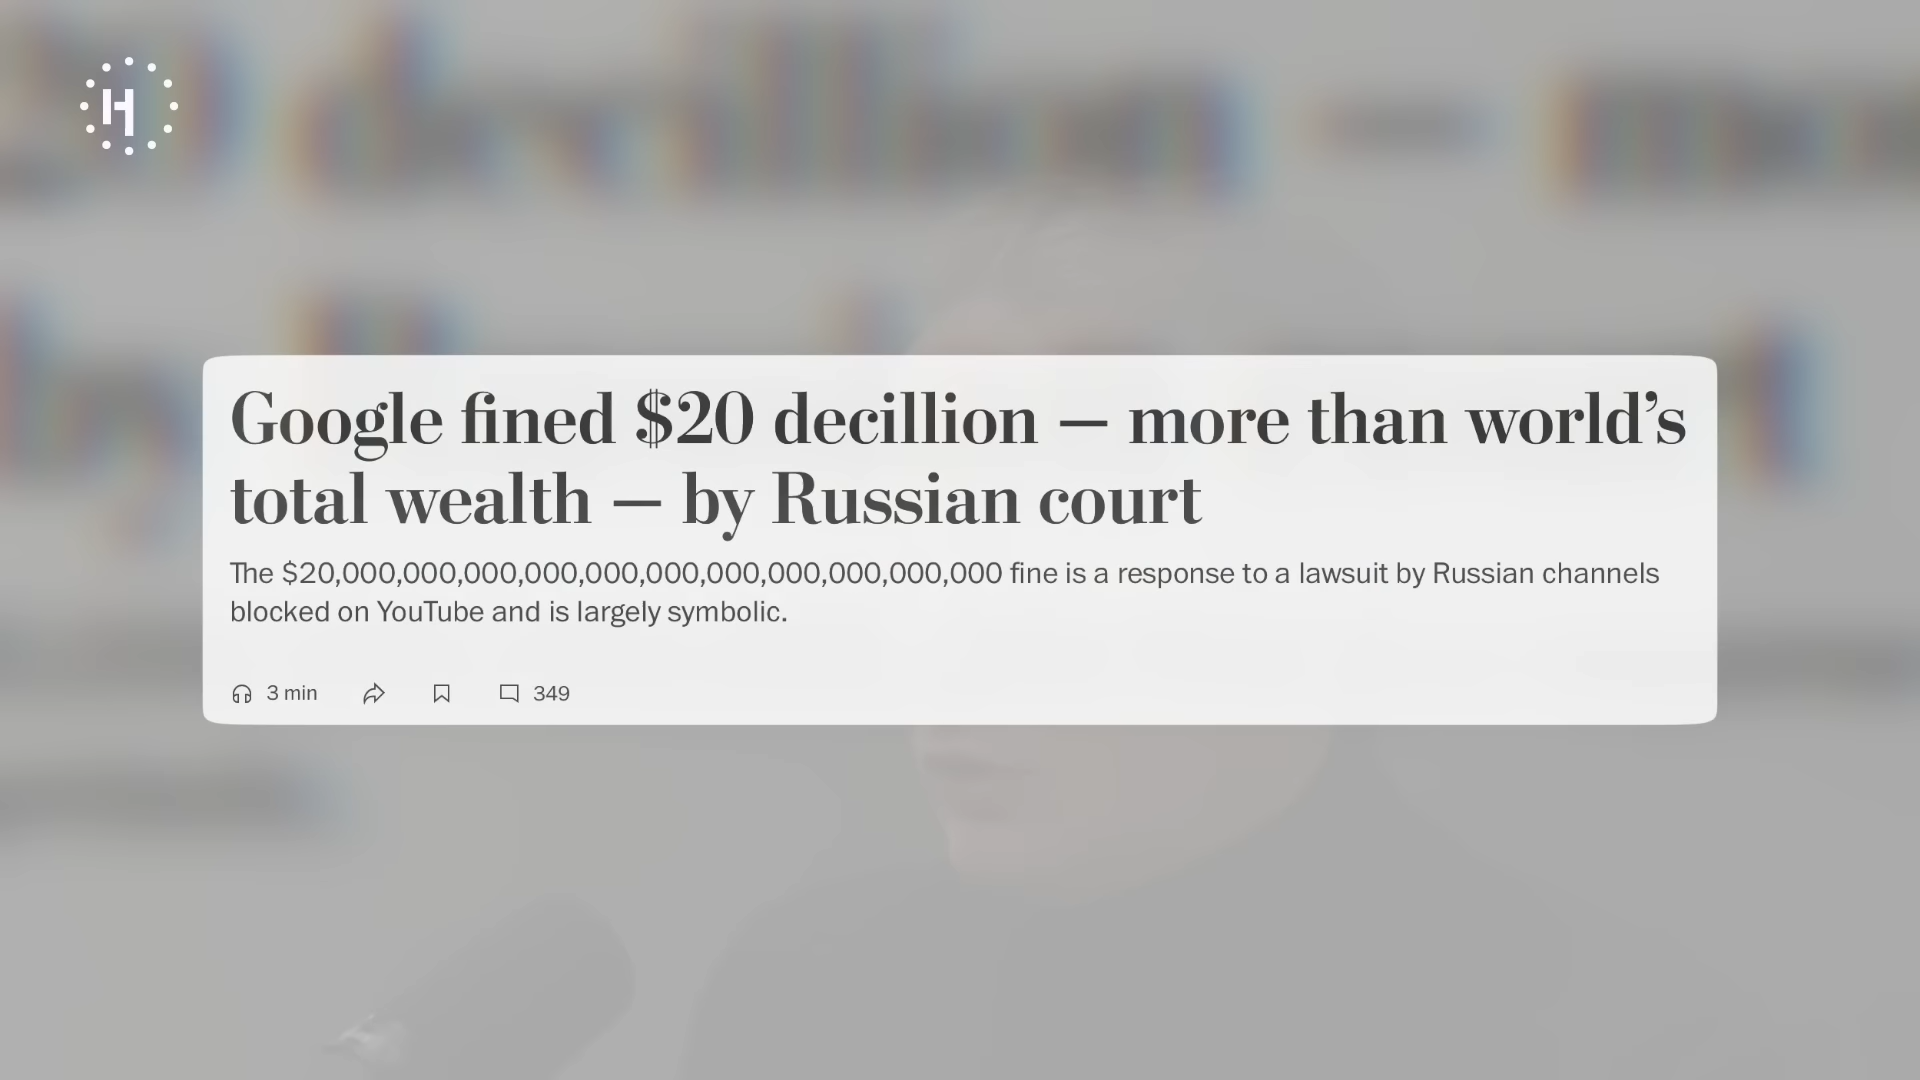 Google fined $20 decillion — more than world’s
total wealth — by Russian court
The $20,000,000,000,000,000,000,000,000,000,000,000 fine is a response to a lawsuit by Russian channels
blocked on YouTube and is largely symbolic.
3 min
349